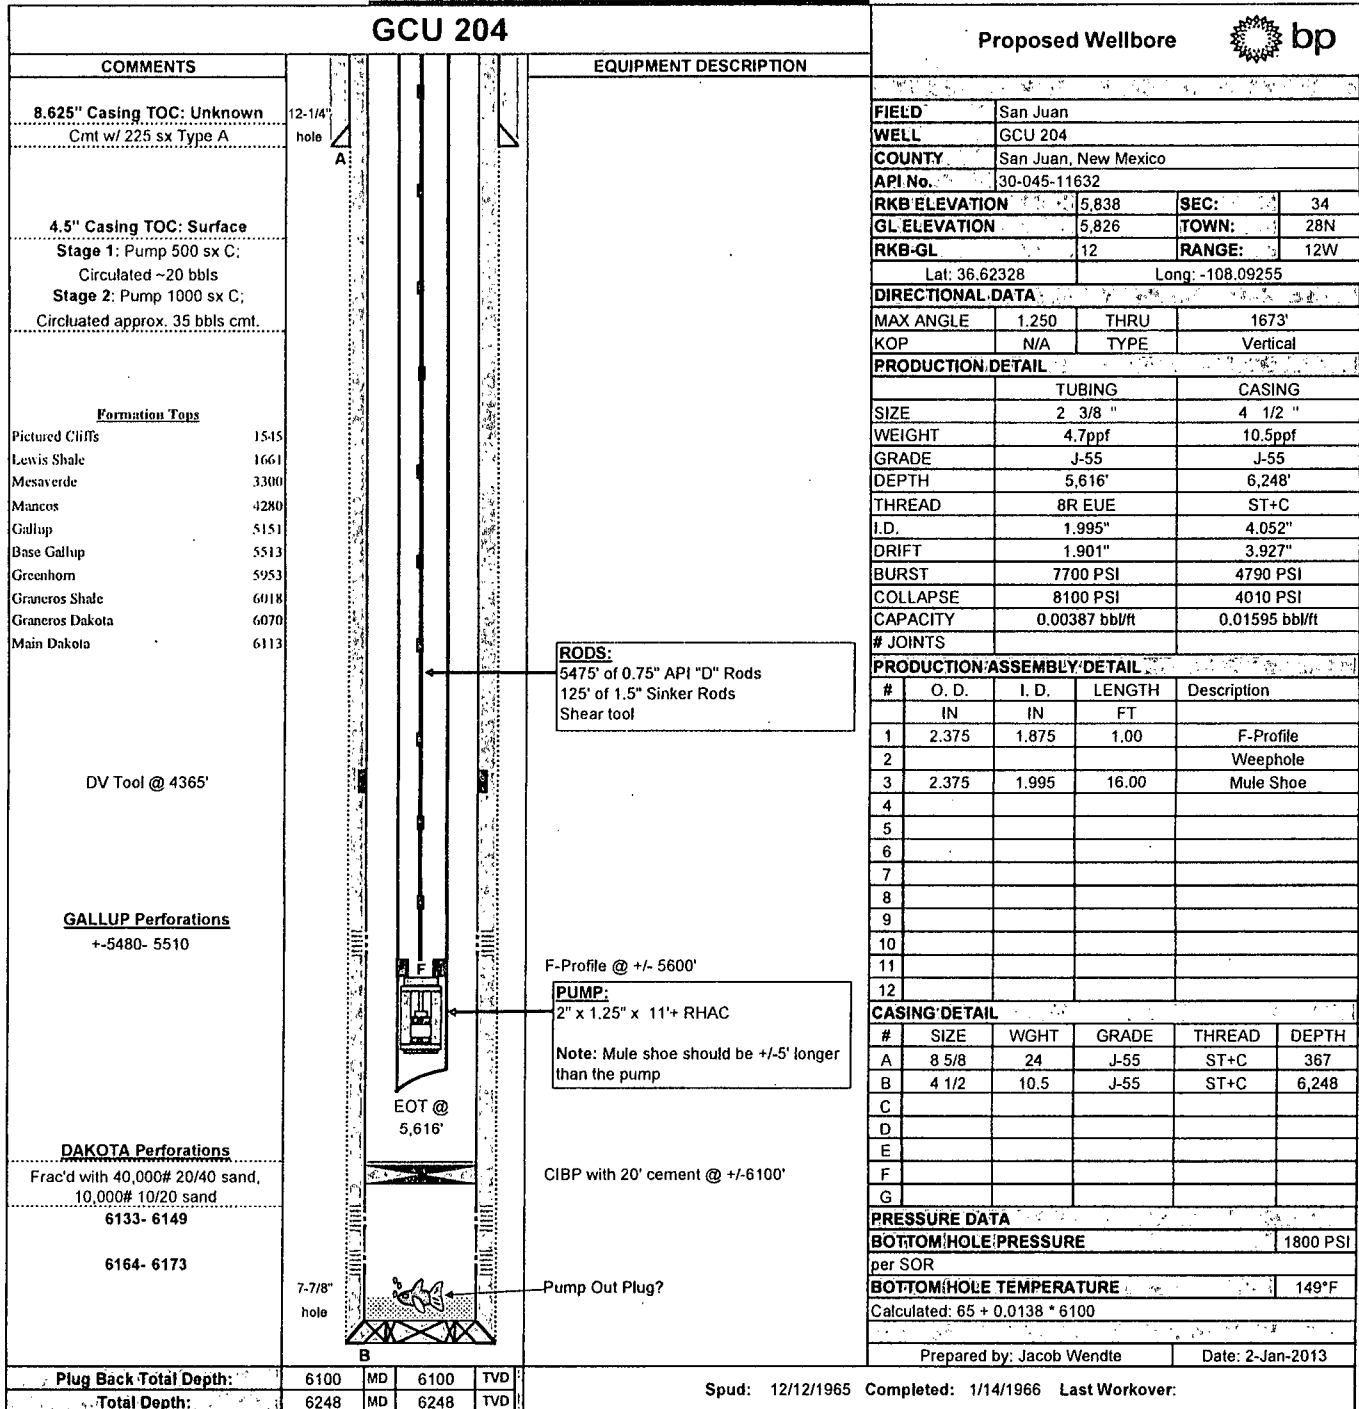 GCU 204
Proposed Wellbore
bp
COMMENTS
EQUIPMENT DESCRIPTION
8.625" Casing TOC: Unknown
Cmt w/ 225 sx Type A
12-1/4"
hole
A
4.5" Casing TOC: Surface
Stage 1: Pump 500 sx C;
Circulated ~20 bbls
Stage 2: Pump 1000 sx C;
Circluated approx. 35 bbls cmt.
Formation Tops
Pictured Cliffs 1545
Lewis Shale 1661
Mesaverde 3300
Mancos 4280
Gallup 5151
Base Gallup 5513
Greenhorn 5953
Graneros Shale 6018
Graneros Dakota 6070
Main Dakota 6113
RODS:
5475' of 0.75" API "D" Rods
125' of 1.5" Sinker Rods
Shear tool
DV Tool @ 4365'
GALLUP Perforations
+-5480- 5510
F
F-Profile @ +/- 5600'
PUMP:
2" x 1.25" x 11'+ RHAC
Note: Mule shoe should be +/-5' longer
than the pump
EOT @
5,616'
DAKOTA Perforations
Frac'd with 40,000# 20/40 sand,
10,000# 10/20 sand
6133- 6149
6164- 6173
CIBP with 20' cement @ +/-6100'
7-7/8"
hole
Pump Out Plug?
B
FIELD San Juan
WELL GCU 204
COUNTY San Juan, New Mexico
API No. 30-045-11632
RKB ELEVATION 5,838 SEC: 34
GL ELEVATION 5,826 TOWN: 28N
RKB-GL 12 RANGE: 12W
Lat: 36.62328 Long: -108.09255
DIRECTIONAL DATA
MAX ANGLE 1.250 THRU 1673'
KOP N/A TYPE Vertical
PRODUCTION DETAIL
TUBING CASING
SIZE 2 3/8 " 4 1/2 "
WEIGHT 4.7ppf 10.5ppf
GRADE J-55 J-55
DEPTH 5,616' 6,248'
THREAD 8R EUE ST+C
I.D. 1.995" 4.052"
DRIFT 1.901" 3.927"
BURST 7700 PSI 4790 PSI
COLLAPSE 8100 PSI 4010 PSI
CAPACITY 0.00387 bbl/ft 0.01595 bbl/ft
# JOINTS
PRODUCTION ASSEMBLY DETAIL
# O. D. I. D. LENGTH Description
IN IN FT
1 2.375 1.875 1.00 F-Profile
2 Weephole
3 2.375 1.995 16.00 Mule Shoe
4
5
6
7
8
9
10
11
12
CASING DETAIL
# SIZE WGHT GRADE THREAD DEPTH
A 8 5/8 24 J-55 ST+C 367
B 4 1/2 10.5 J-55 ST+C 6,248
C
D
E
F
G
PRESSURE DATA
BOTTOM HOLE PRESSURE 1800 PSI
per SOR
BOTTOM HOLE TEMPERATURE 149°F
Calculated: 65 + 0.0138 * 6100
Prepared by: Jacob Wendte Date: 2-Jan-2013
Plug Back Total Depth: 6100 MD 6100 TVD
Total Depth: 6248 MD 6248 TVD
Spud: 12/12/1965 Completed: 1/14/1966 Last Workover: